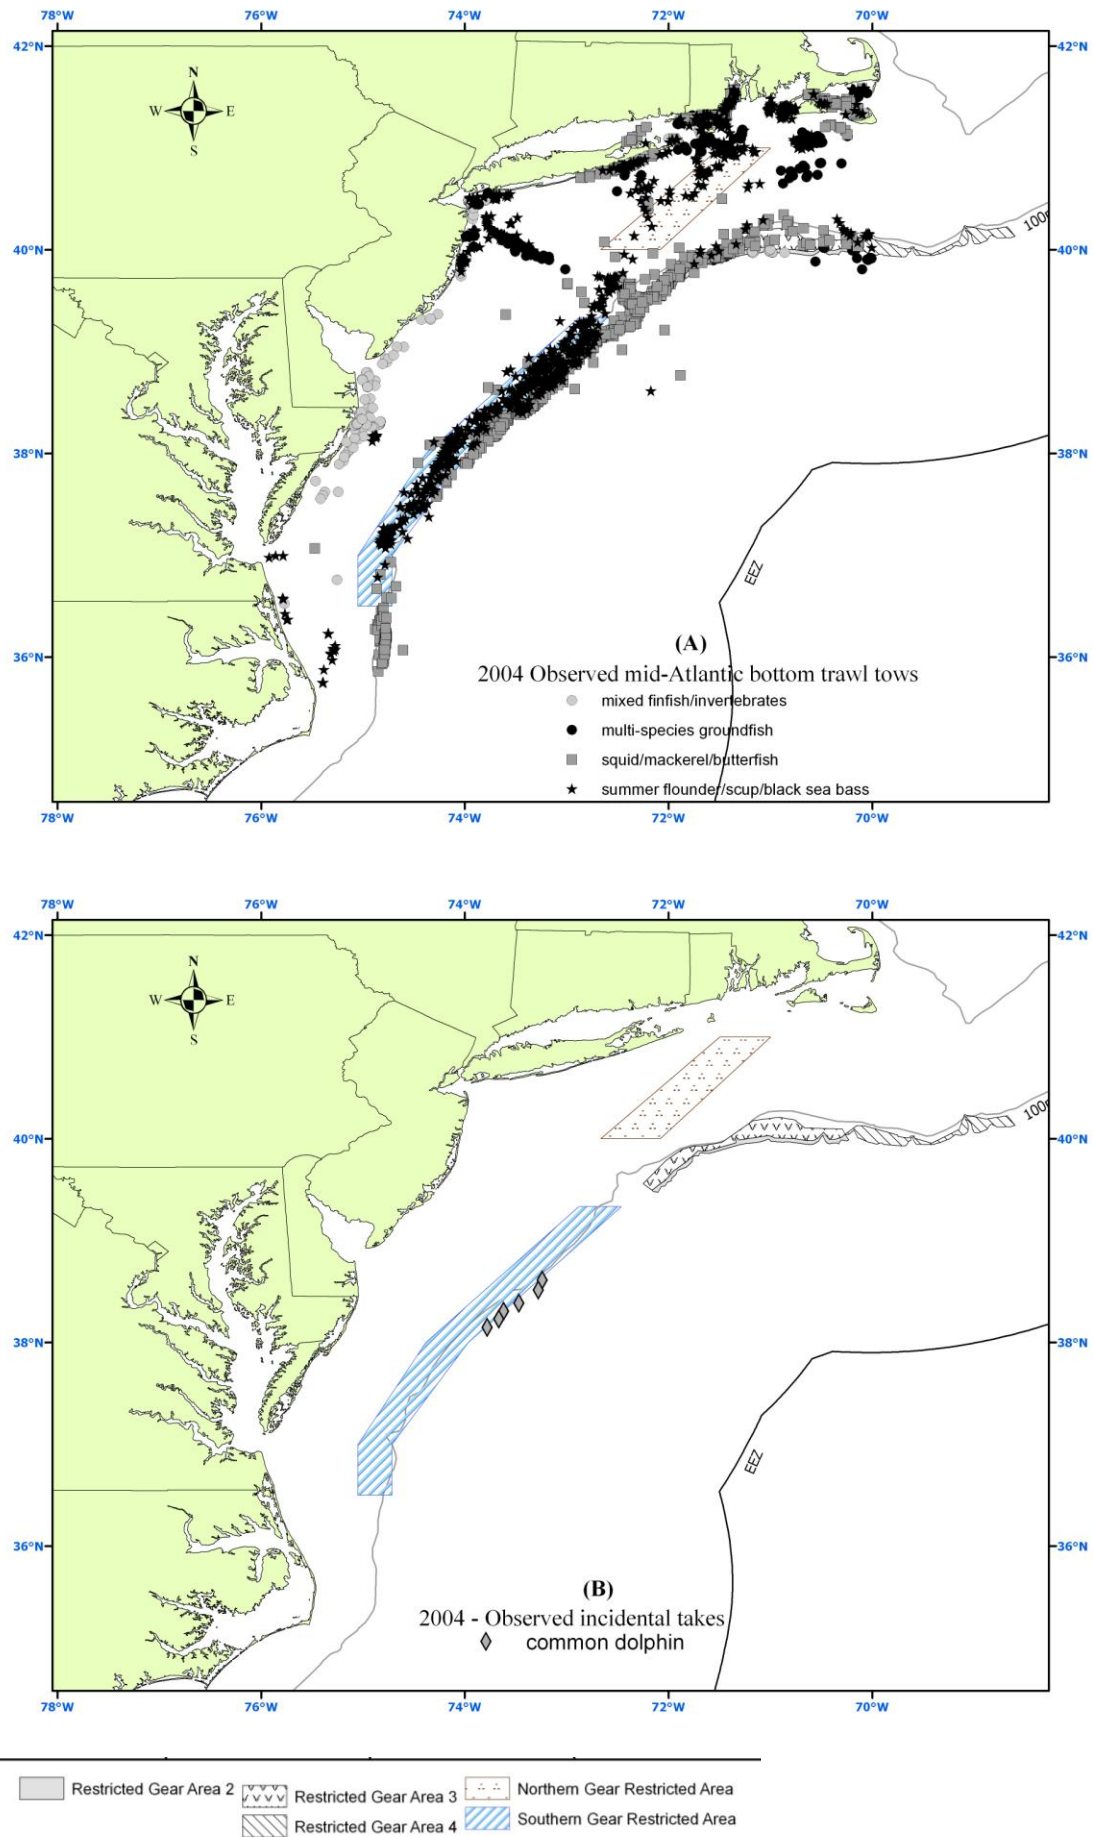 78°W 76°W 74°W 72°W 70°W
42°N 42°N
N
W E
S
40°N 40°N
100
38°N 38°N
EEZ
36°N 36°N
(A)
2004 Observed mid-Atlantic bottom trawl tows
mixed finfish/invertebrates
multi-species groundfish
squid/mackerel/butterfish
summer flounder/scup/black sea bass
78°W 76°W 74°W 72°W 70°W
78°W 76°W 74°W 72°W 70°W
42°N 42°N
N
W E
S
40°N 40°N
100
38°N 38°N
EEZ
36°N 36°N
(B)
2004 - Observed incidental takes
common dolphin
78°W 76°W 74°W 72°W 70°W
Restricted Gear Area 2
Restricted Gear Area 3
Restricted Gear Area 4
Northern Gear Restricted Area
Southern Gear Restricted Area